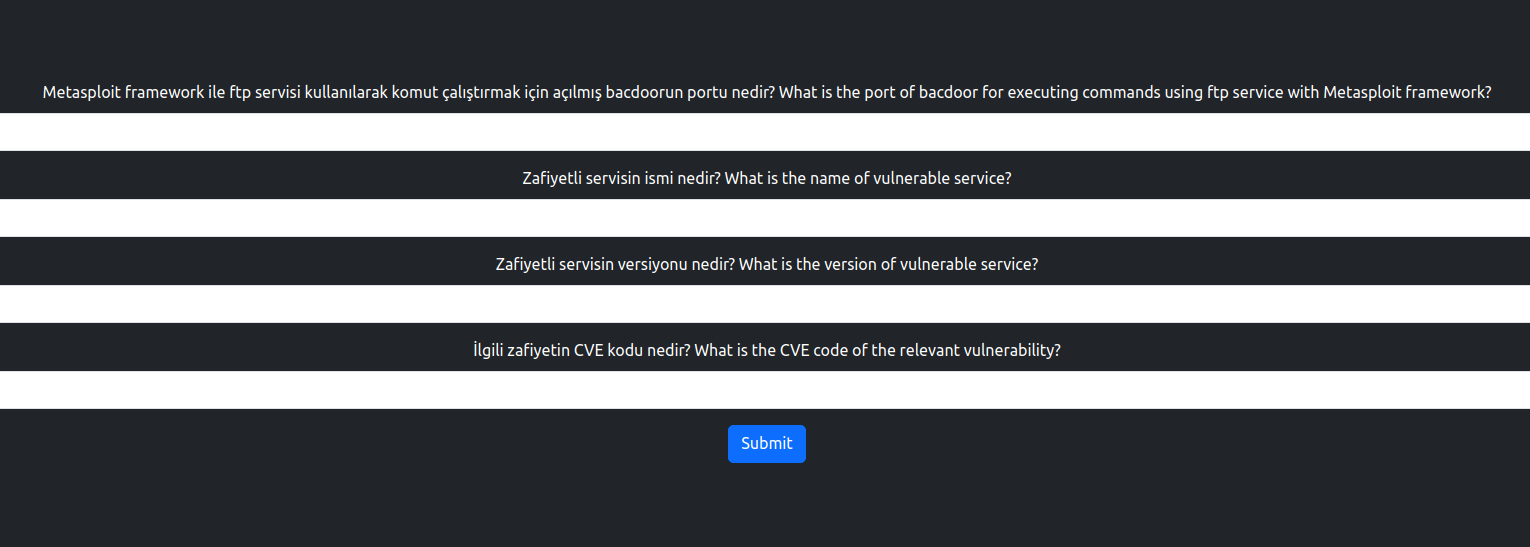 Metasploit framework ile ftp servisi kullanılarak komut çalıştırmak için açılmış bacdoorun portu nedir? What is the port of bacdoor for executing commands using ftp service with Metasploit framework?
Zafiyetli servisin ismi nedir? What is the name of vulnerable service?
Zafiyetli servisin versiyonu nedir? What is the version of vulnerable service?
İlgili zafiyetin CVE kodu nedir? What is the CVE code of the relevant vulnerability?
Submit